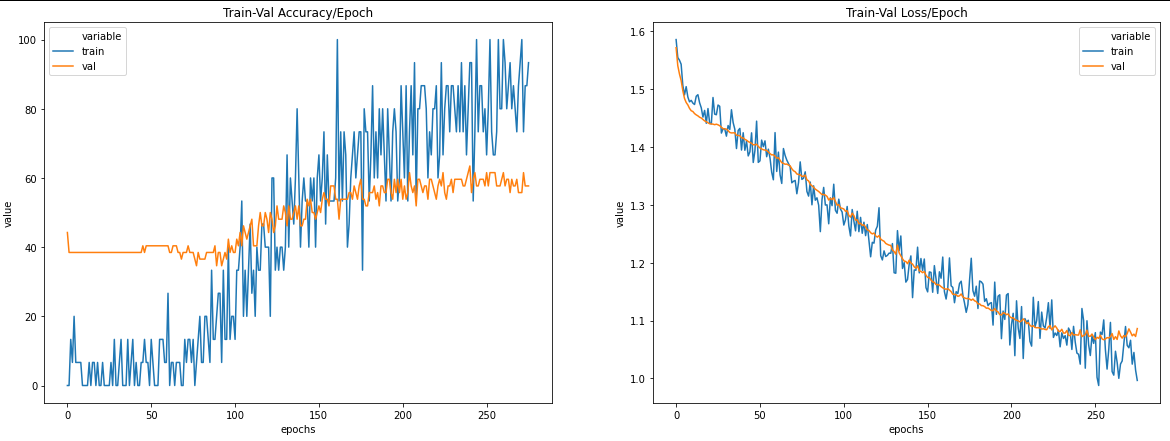 Train-Val Accuracy/Epoch
variable
train
val
value
100
80
60
40
20
0
0
50
100
150
200
250
epochs
Train-Val Loss/Epoch
variable
train
val
value
1.6
1.5
1.4
1.3
1.2
1.1
1.0
0
50
100
150
200
250
epochs